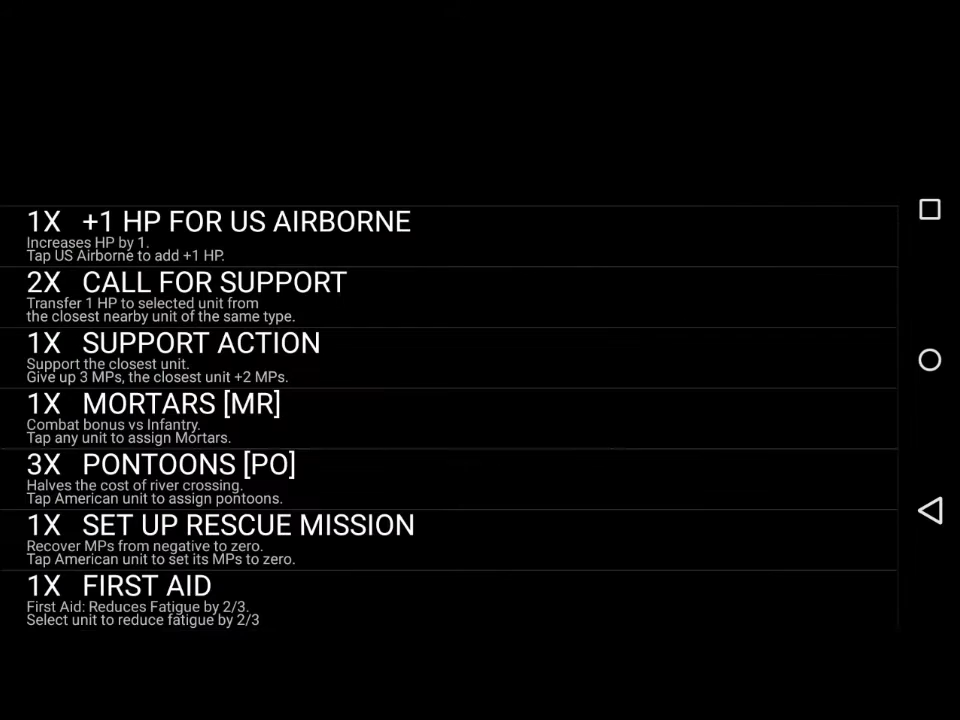 1X +1 HP FOR US AIRBORNE
Increases HP by 1.
Tap US Airborne to add +1 HP.
2X CALL FOR SUPPORT
Transfer 1 HP to selected unit from
the closest nearby unit of the same type.
1X SUPPORT ACTION
Support the closest unit.
Give up 3 MPs, the closest unit +2 MPs.
1X MORTARS [MR]
Combat bonus vs Infantry.
Tap any unit to assign Mortars.
3X PONTOONS [PO]
Halves the cost of river crossing.
Tap American unit to assign pontoons.
1X SET UP RESCUE MISSION
Recover MPs from negative to zero.
Tap American unit to set its MPs to zero.
1X FIRST AID
First Aid: Reduces Fatigue by 2/3.
Select unit to reduce fatigue by 2/3